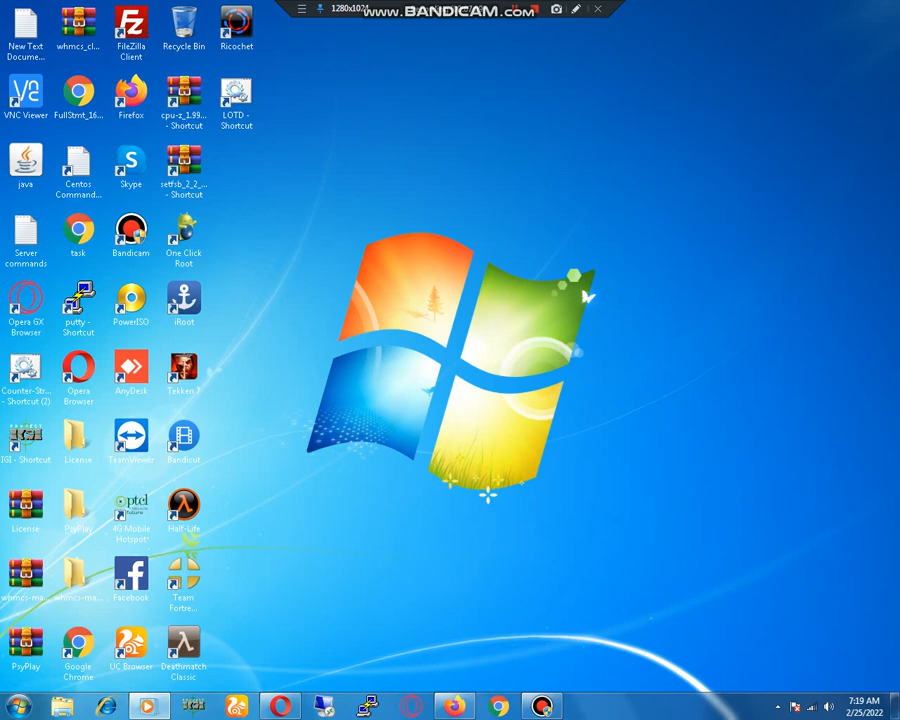 1280x1024
www.BANDICAM.com
New Text Docume...
whmcs_cl...
FileZilla Client
Recycle Bin
Ricochet
VNC Viewer
FullStmt_16...
Firefox
cpu-z_1.99... - Shortcut
LOTD - Shortcut
java
Centos Command...
Skype
setfsb_2_2_... - Shortcut
Server commands
task
Bandicam
One Click Root
Opera GX Browser
putty - Shortcut
PowerISO
iRoot
Counter-Str... - Shortcut (2)
Opera Browser
AnyDesk
Tekken 7
IGI - Shortcut
License
TeamViewer
Bandicut
License
PsyPlay
4G Mobile Hotspot
Half-Life
whmcs-ma...
whmcs-ma...
Facebook
Team Fortre...
PsyPlay
Google Chrome
UC Browser
Deathmatch Classic
7:19 AM
2/25/2022